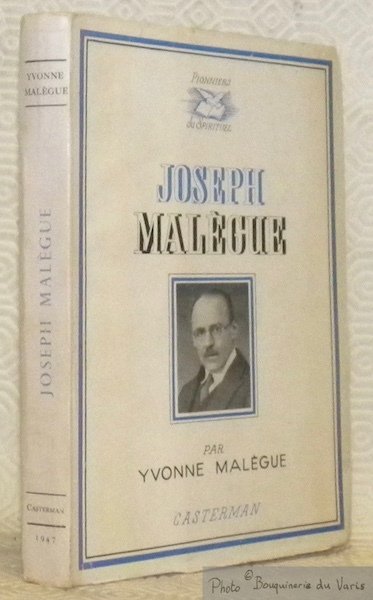 YVONNE
MALÈGUE
JOSEPH MALÈGUE
CASTERMAN
1947
PIONNIERS
du SPIRITUEL
JOSEPH
MALÈGUE
PAR
YVONNE MALÈGUE
CASTERMAN
Photo © Bouquinerie du Varis